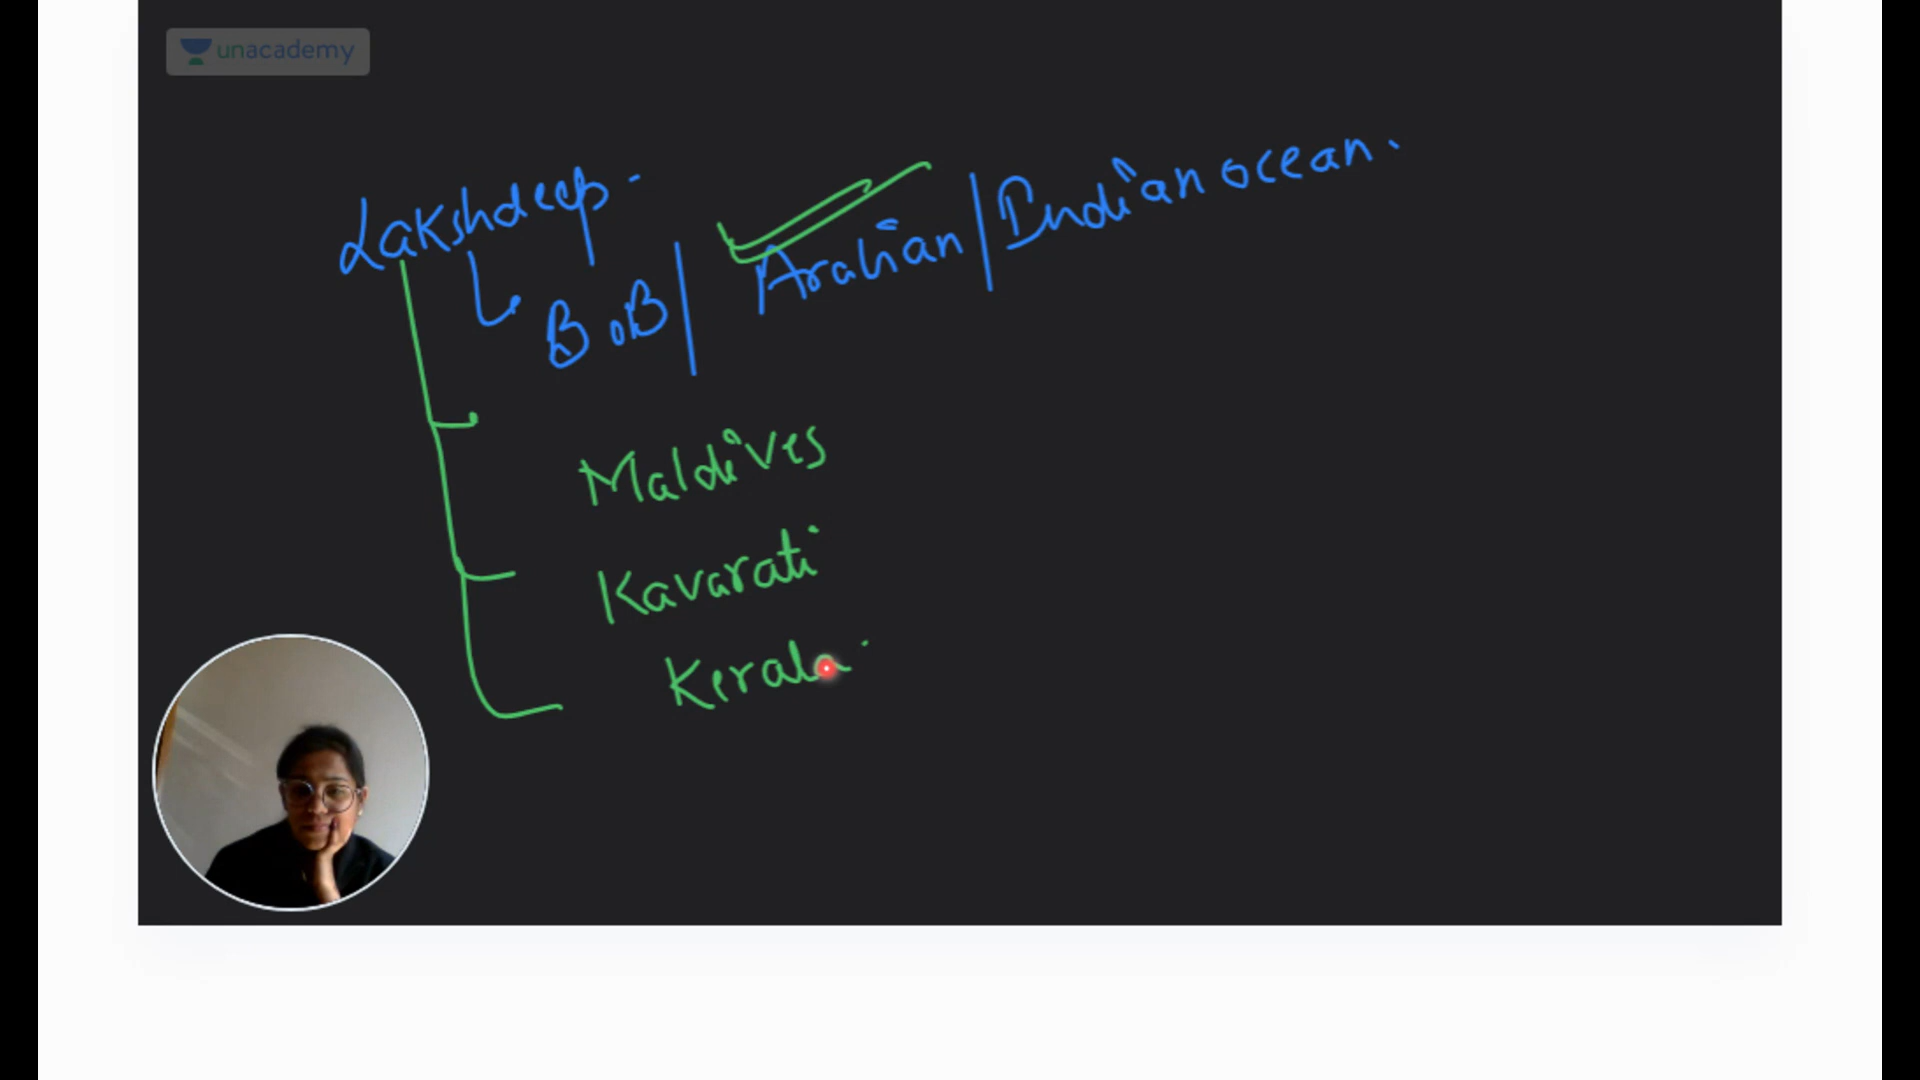 unacademy
Lakshdeep.
BoB / Arabian / Indian ocean.
Maldives
Kavarati
Kerala.